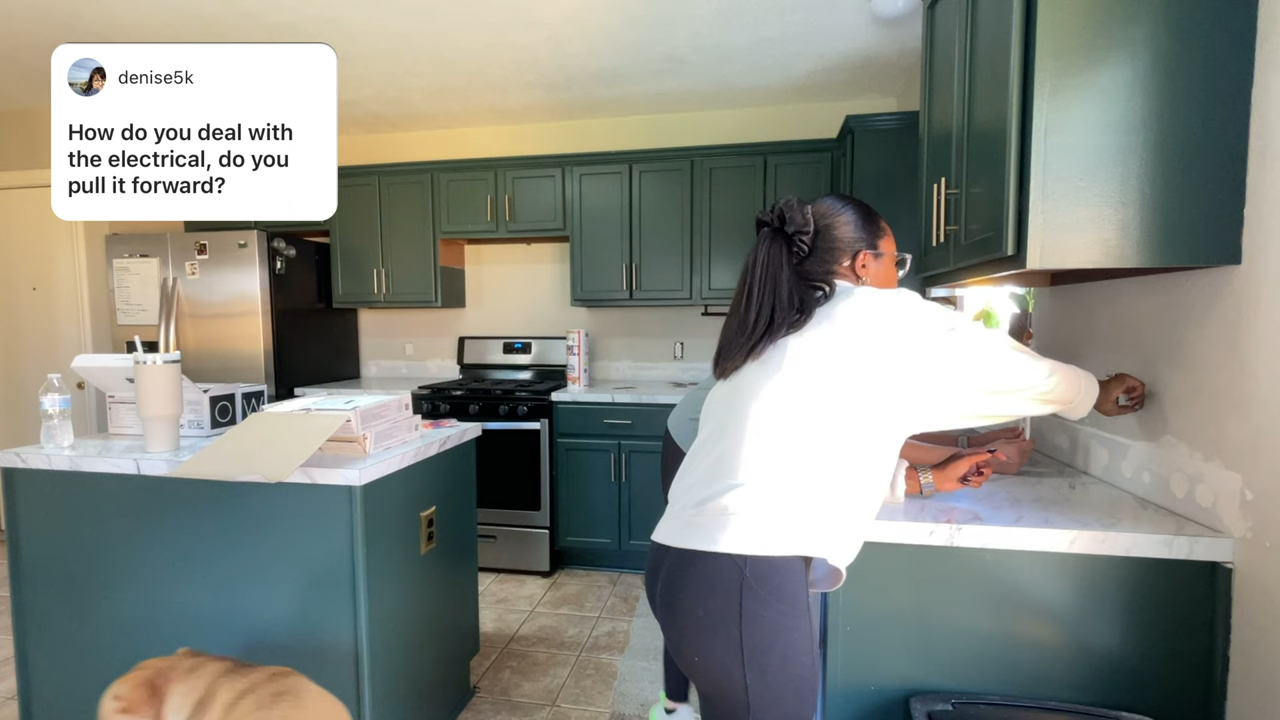 denise5k
How do you deal with
the electrical, do you
pull it forward?